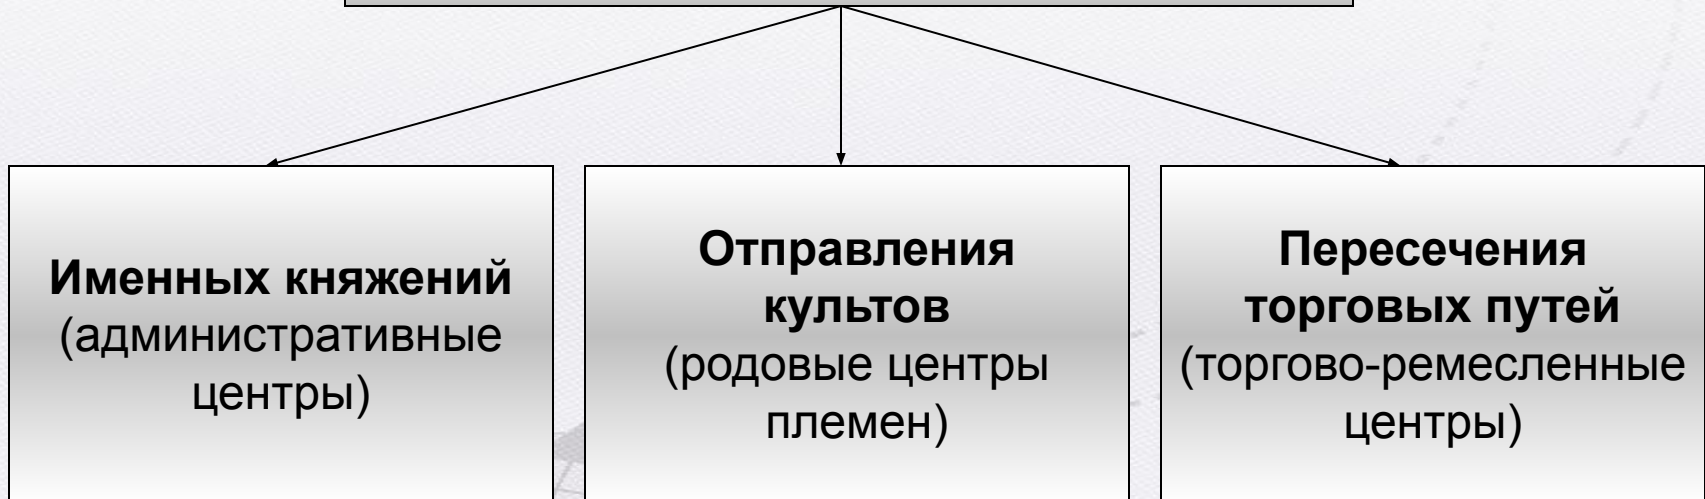 Именных княжений
(административные
центры)
Отправления
культов
(родовые центры
племен)
Пересечения
торговых путей
(торгово-ремесленные
центры)